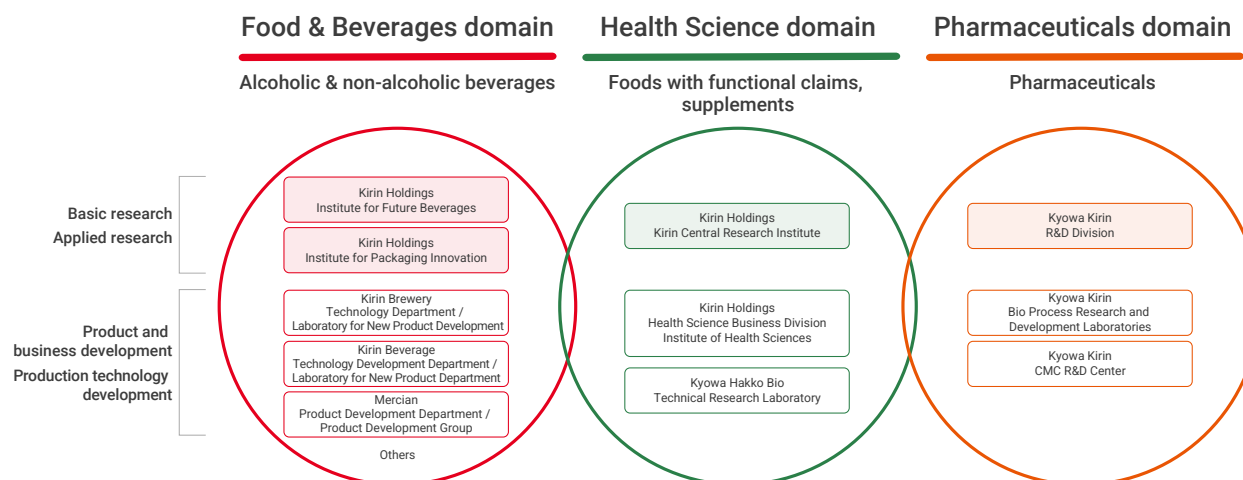 Food & Beverages domain
Alcoholic & non-alcoholic beverages
Health Science domain
Foods with functional claims,
supplements
Pharmaceuticals domain
Pharmaceuticals
Basic research
Applied research
Product and
business development
Production technology
development
Kirin Holdings
Institute for Future Beverages
Kirin Holdings
Institute for Packaging Innovation
Kirin Brewery
Technology Department /
Laboratory for New Product Development
Kirin Beverage
Technology Development Department /
Laboratory for New Product Department
Mercian
Product Development Department /
Product Development Group
Others
Kirin Holdings
Kirin Central Research Institute
Kirin Holdings
Health Science Business Division
Institute of Health Sciences
Kyowa Hakko Bio
Technical Research Laboratory
Kyowa Kirin
R&D Division
Kyowa Kirin
Bio Process Research and
Development Laboratories
Kyowa Kirin
CMC R&D Center